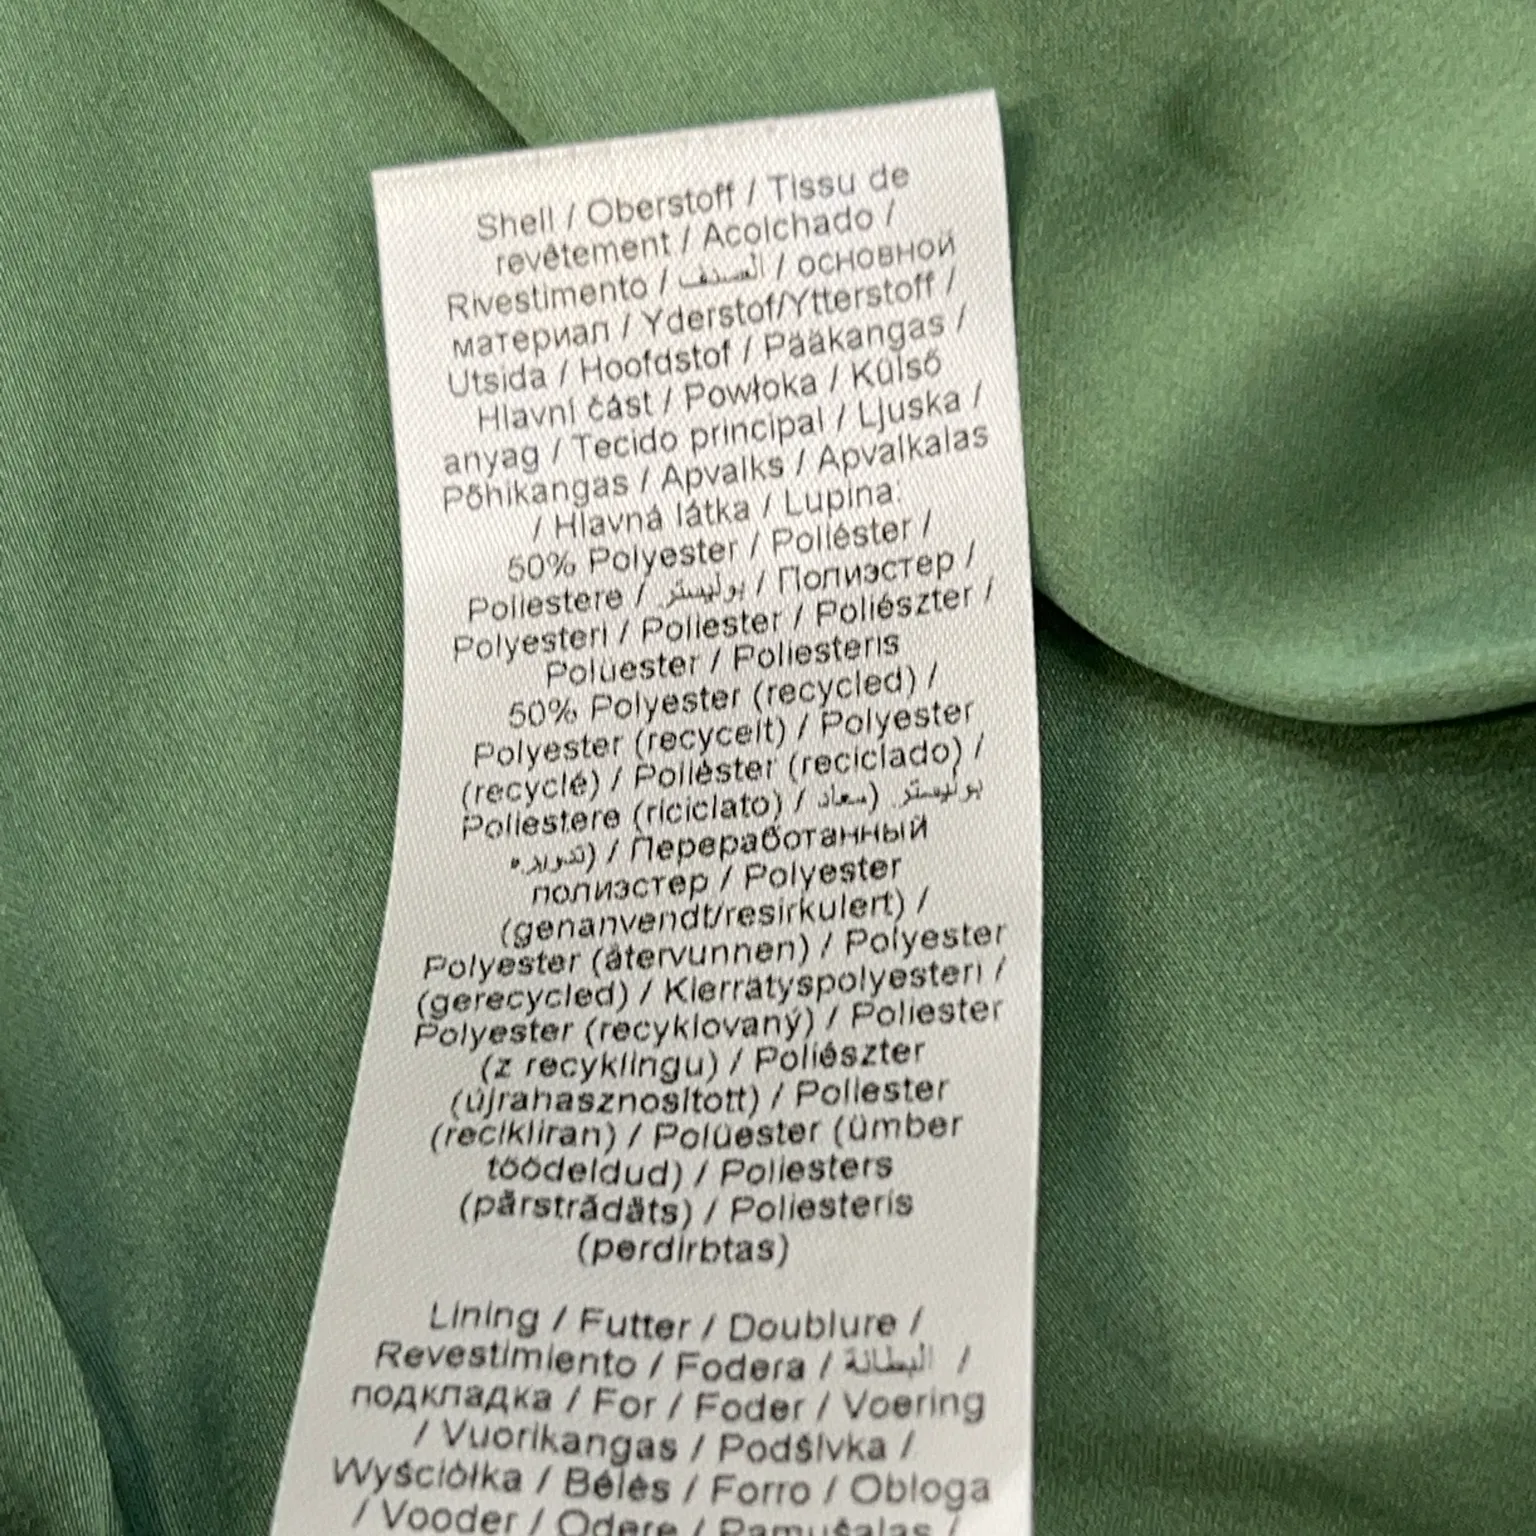 Shell / Oberstoff / Tissu de
revêtement / Acolchado /
Rivestimento / الصدف / основной
материал / Yderstof/Ytterstoff /
Utsida / Hoofdstof / Pääkangas /
Hlavní část / Powłoka / Külső
anyag / Tecido principal / Ljuska /
Põhikangas / Apvalks / Apvalkalas
/ Hlavná látka / Lupina:
50% Polyester / Poliéster /
Poliestere / بوليستر / Полиэстер /
Polyesteri / Poliester / Poliészter /
Polüester / Poliesteris
50% Polyester (recycled) /
Polyester (recycelt) / Polyester
(recyclé) / Poliéster (reciclado) /
Poliestere (riciclato) / بوليستر (معاد
تدويره) / Переработанный
полиэстер / Polyester
(genanvendt/resirkulert) /
Polyester (återvunnen) / Polyester
(gerecycled) / Kierrätyspolyesteri /
Polyester (recyklovaný) / Poliester
(z recyklingu) / Poliészter
(újrahasznosított) / Poliester
(recikliran) / Polüester (ümber
töödeldud) / Poliesters
(pārstrādāts) / Poliesteris
(perdirbtas)
Lining / Futter / Doublure /
Revestimiento / Fodera / البطانة /
подкладка / For / Foder / Voering
/ Vuorikangas / Podšívka /
Wyściółka / Bélés / Forro / Obloga
/ Vooder / Odere / Pamušalas /